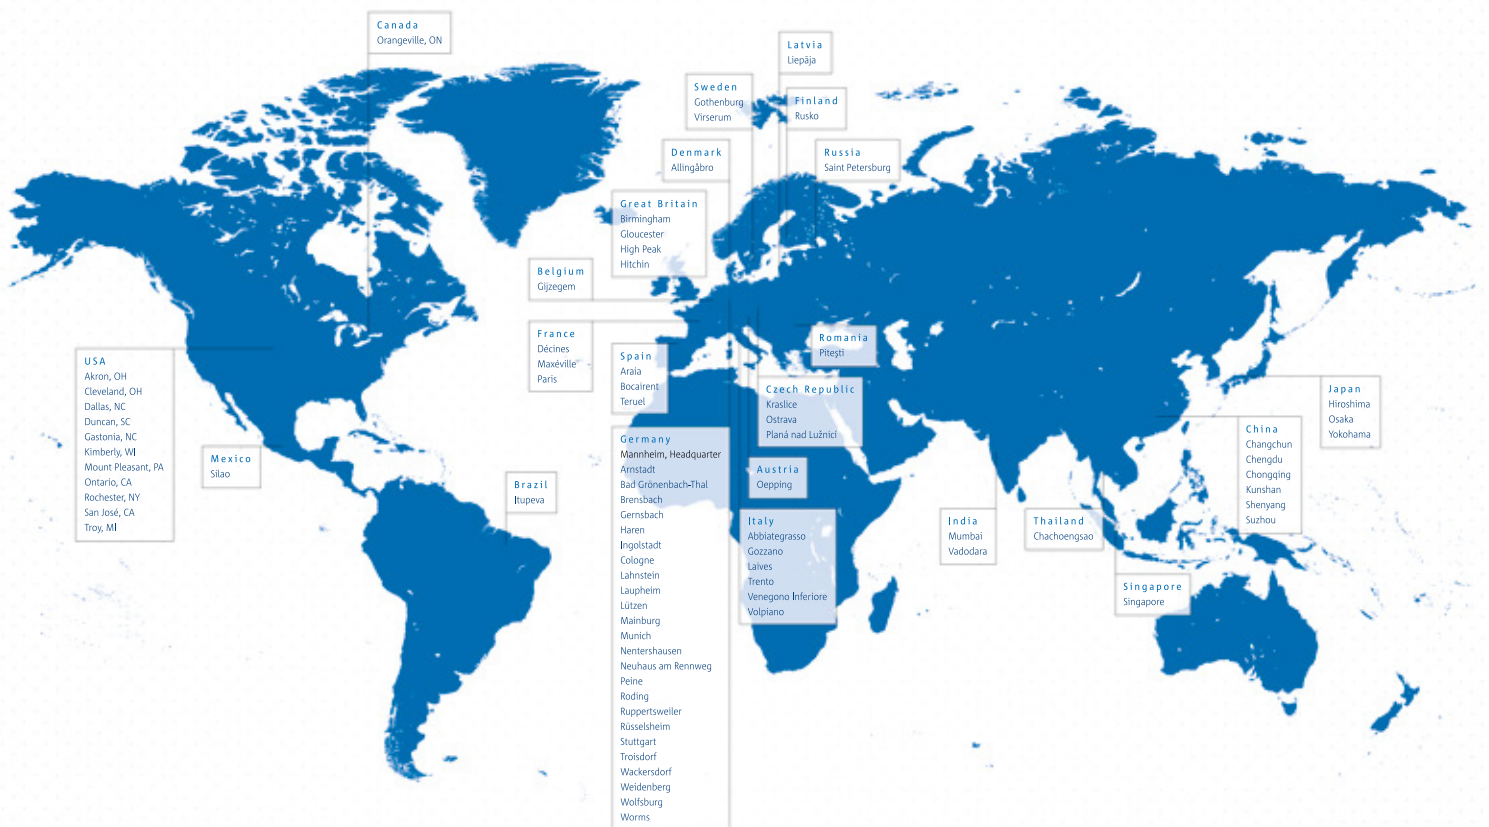 Canada
Orangeville, ON
Latvia
Liepāja
Sweden
Gothenburg
Virserum
Finland
Rusko
Denmark
Allingåbro
Russia
Saint Petersburg
Great Britain
Birmingham
Gloucester
High Peak
Hitchin
Belgium
Gijzegem
France
Décines
Maxéville
Paris
Spain
Araia
Bocairent
Teruel
Romania
Pitești
Czech Republic
Kraslice
Ostrava
Planá nad Lužnicí
USA
Akron, OH
Cleveland, OH
Dallas, NC
Duncan, SC
Gastonia, NC
Kimberly, WI
Mount Pleasant, PA
Ontario, CA
Rochester, NY
San José, CA
Troy, MI
Mexico
Silao
Brazil
Itupeva
Germany
Mannheim, Headquarter
Arnstadt
Bad Grönenbach-Thal
Brensbach
Gernsbach
Haren
Ingolstadt
Cologne
Lahnstein
Laupheim
Lützen
Mainburg
Munich
Nentershausen
Neuhaus am Rennweg
Peine
Roding
Ruppertsweiler
Rüsselsheim
Stuttgart
Troisdorf
Wackersdorf
Weidenberg
Wolfsburg
Worms
Austria
Oepping
Italy
Abbiategrasso
Gozzano
Laives
Trento
Venegono Inferiore
Volpiano
India
Mumbai
Vadodara
Thailand
Chachoengsao
Singapore
Singapore
China
Changchun
Chengdu
Chongqing
Kunshan
Shenyang
Suzhou
Japan
Hiroshima
Osaka
Yokohama